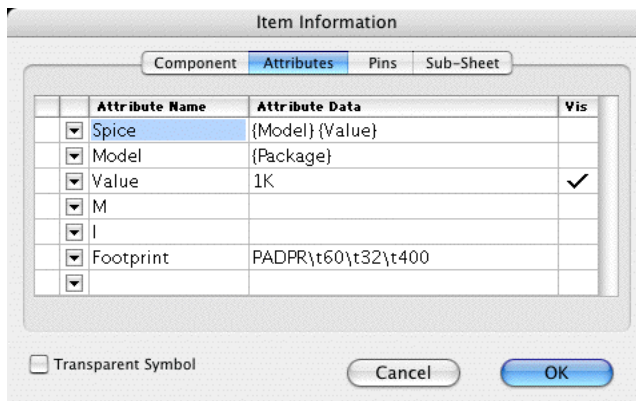 Item Information
Component Attributes Pins Sub-Sheet
Attribute Name Attribute Data Vis
Spice {Model} {Value}
Model {Package}
Value 1K
M
I
Footprint PADPR\t60\t32\t400
Transparent Symbol Cancel OK